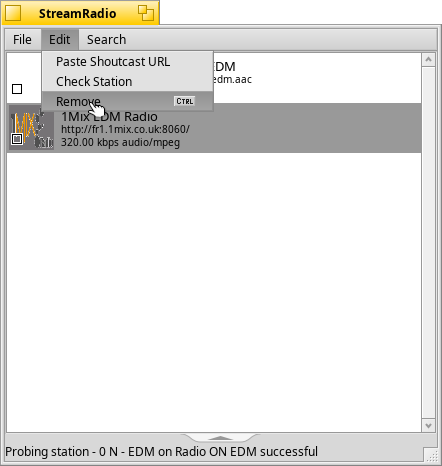 StreamRadio
File Edit Search
Paste Shoutcast URL
Check Station
Remove CTRL
EDM
edm.aac
1Mix EDM Radio
http://fr1.1mix.co.uk:8060/
320.00 kbps audio/mpeg
Probing station - 0 N - EDM on Radio ON EDM successful